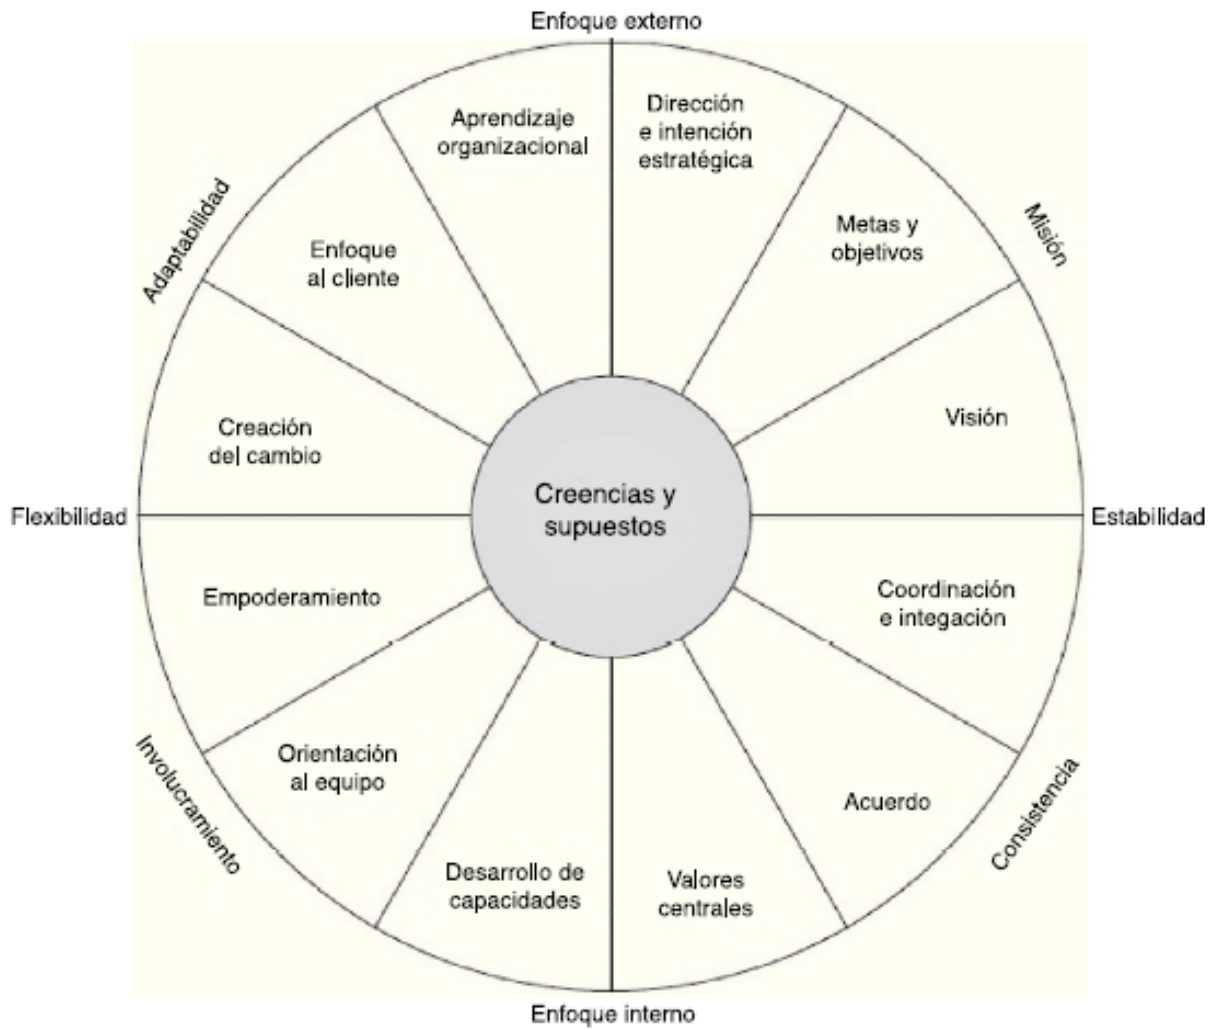 Enfoque externo
Aprendizaje
organizacional
Dirección
e intención
estratégica
Adaptabilidad
Enfoque
al cliente
Metas y
objetivos
Misión
Creación
del cambio
Visión
Flexibilidad
Creencias y
supuestos
Estabilidad
Empoderamiento
Coordinación
e integación
Involucramiento
Orientación
al equipo
Acuerdo
Consistencia
Desarrollo de
capacidades
Valores
centrales
Enfoque interno